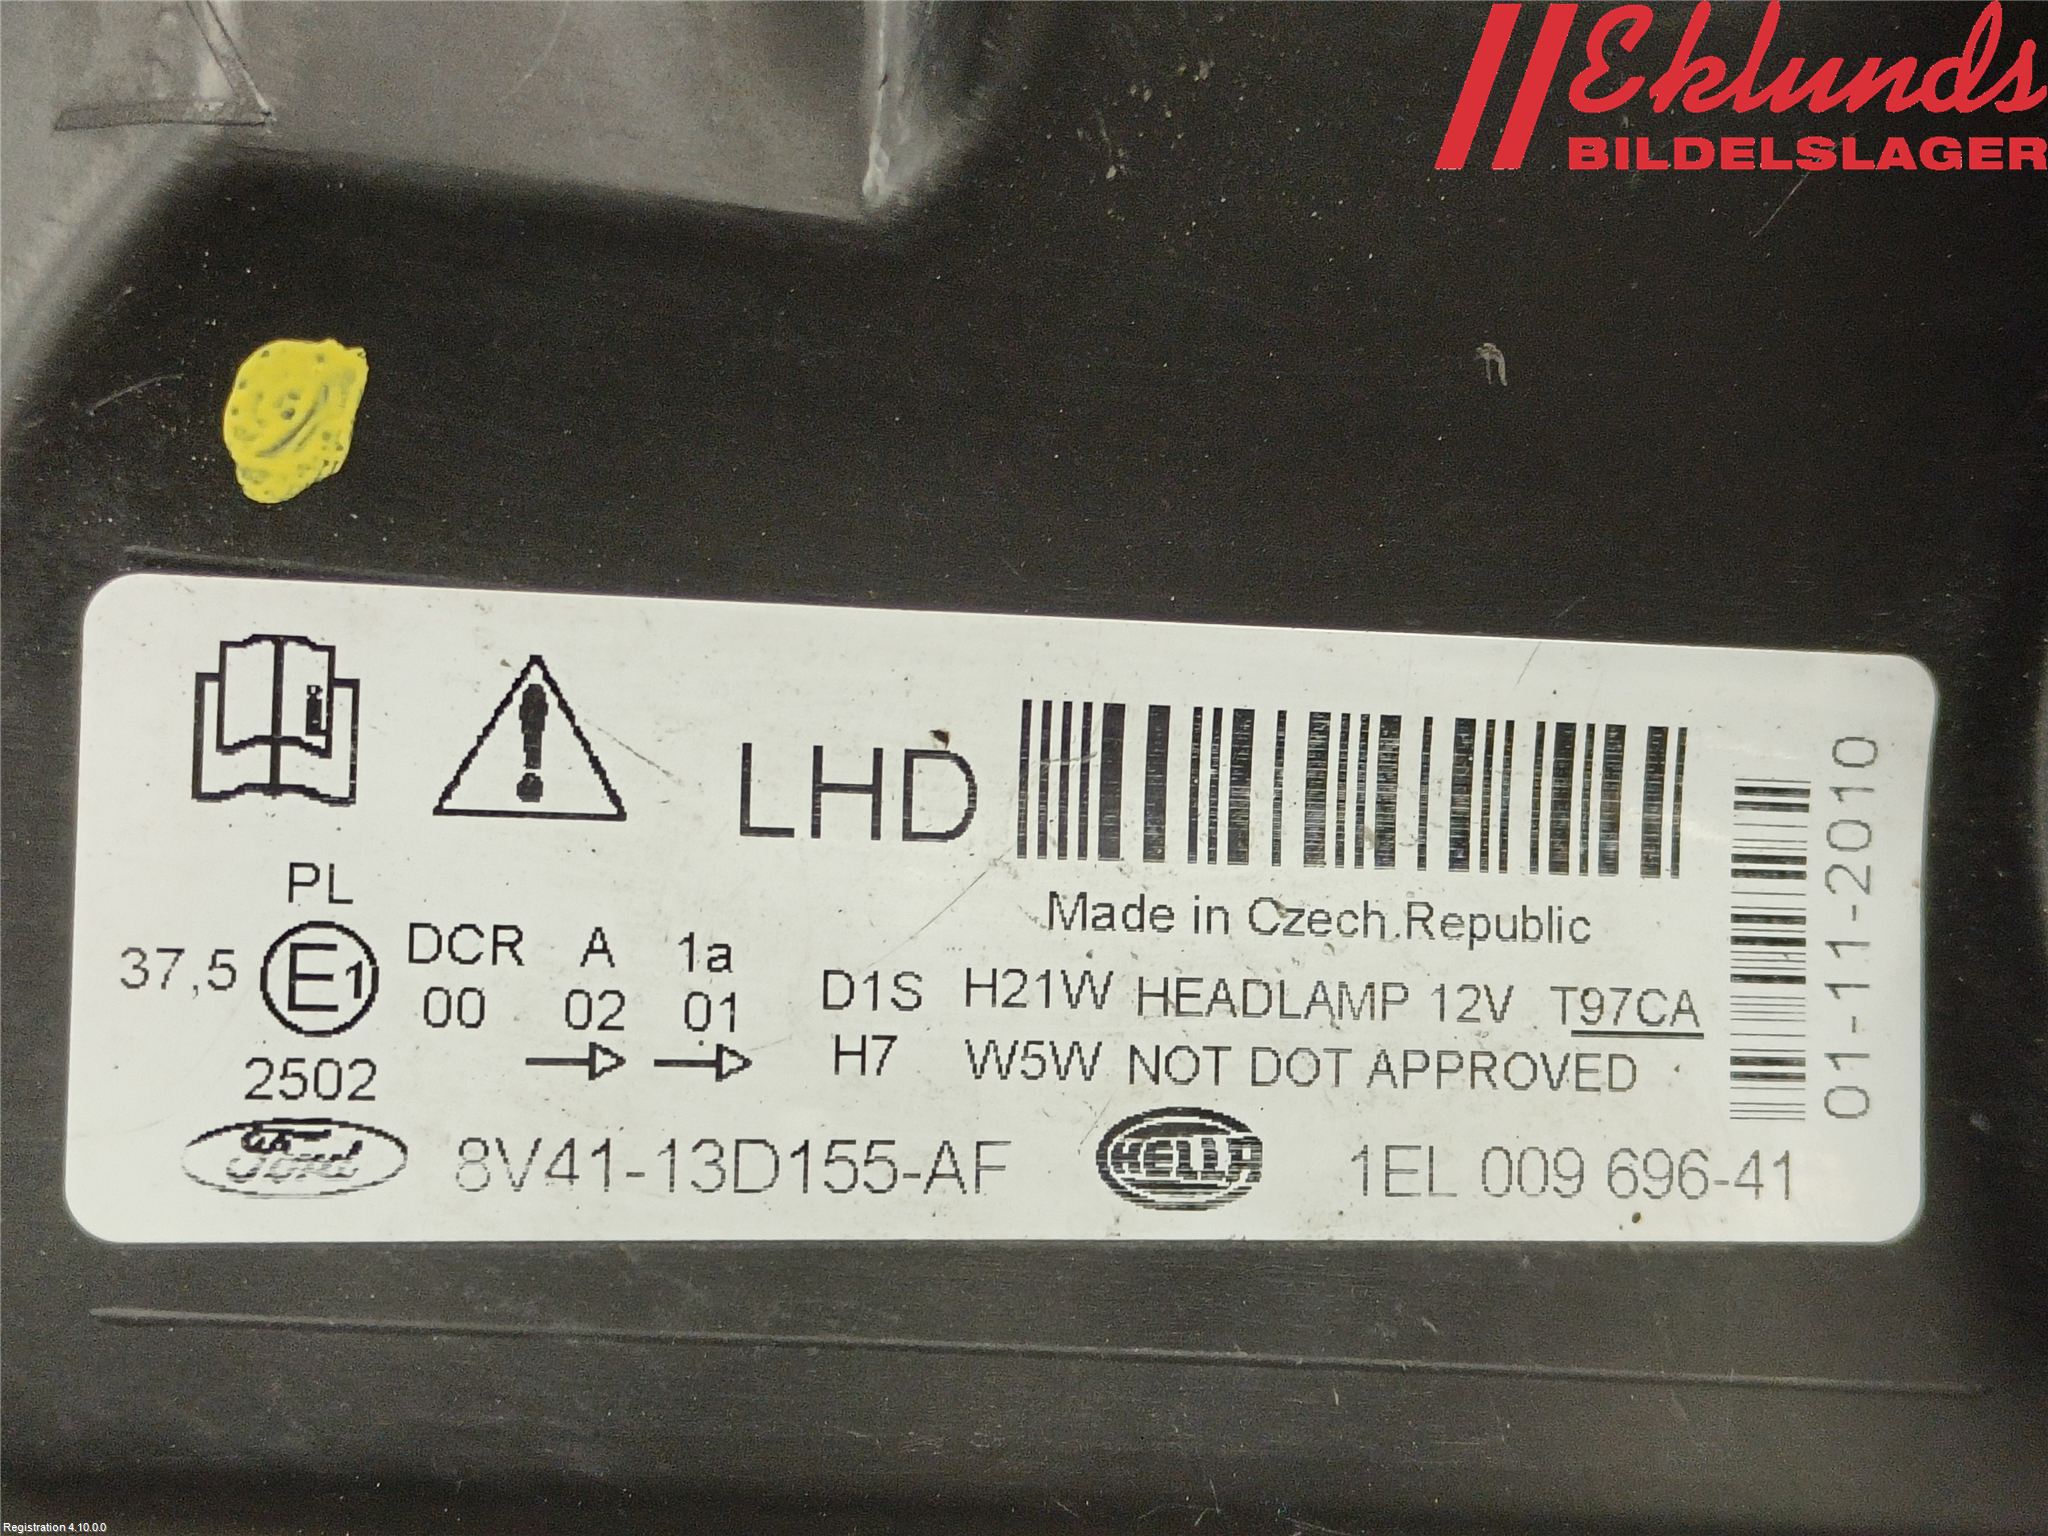 Eklunds
BILDELSLAGER
LHD
01-11-2010
Made in Czech.Republic
PL
37,5 E1 DCR A 1a
00 02 01
2502
D1S H21W HEADLAMP 12V T97CA
H7 W5W NOT DOT APPROVED
Ford 8V41-13D155-AF HELLA 1EL 009 696-41
Registration 4.10.0.0